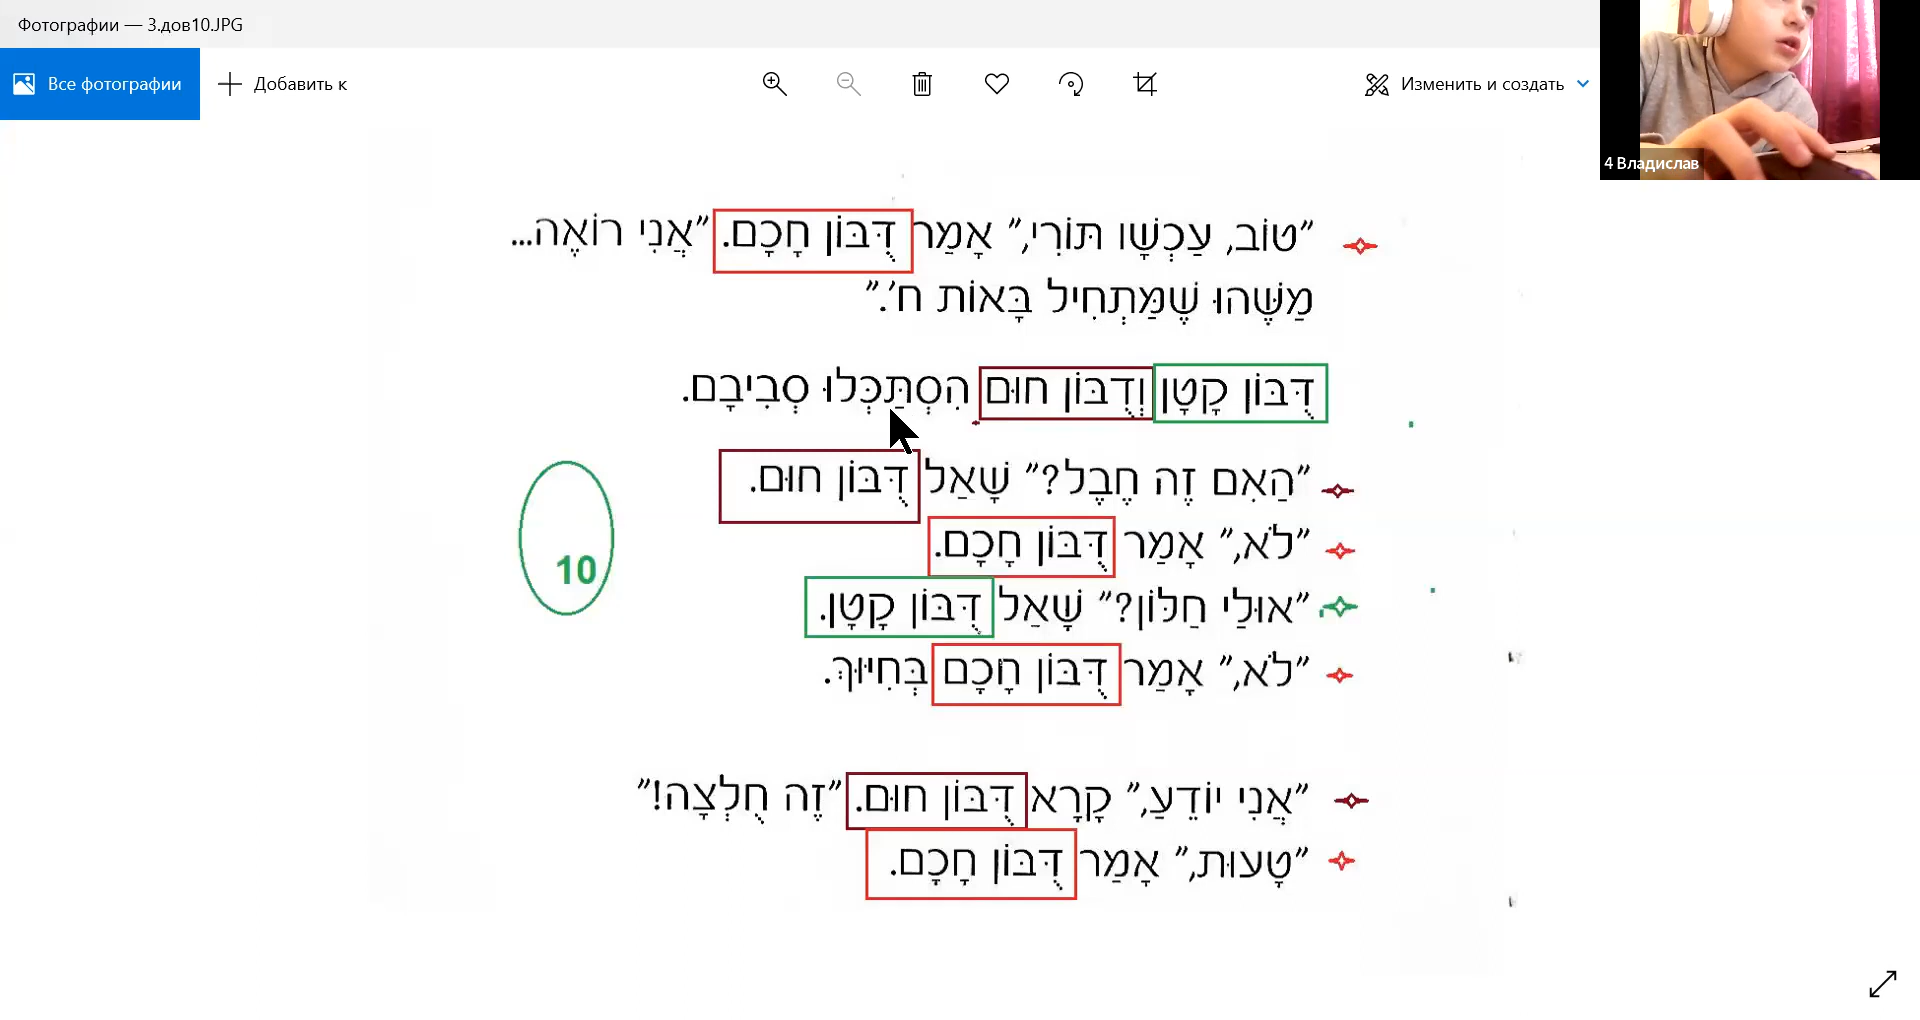 Фотографии — 3.дов10.JPG
Все фотографии
Добавить к
Изменить и создать
4 Владислав
"טוֹב, עַכְשָׁו תּוֹרִי," אָמַר דֻּבּוֹן חָכָם. "אֲנִי רוֹאֶה...
מַשֶּׁהוּ שֶׁמַּתְחִיל בָּאוֹת ח'."
דֻּבּוֹן קָטָן וְדֻבּוֹן חוּם הִסְתַּכְּלוּ סְבִיבָם.
"הַאִם זֶה חֶבֶל?" שָׁאַל דֻּבּוֹן חוּם.
"לֹא," אָמַר דֻּבּוֹן חָכָם.
10
"אוּלַי חַלּוֹן?" שָׁאַל דֻּבּוֹן קָטָן.
"לֹא," אָמַר דֻּבּוֹן חָכָם בְּחִיּוּךְ.
"אֲנִי יוֹדֵעַ," קָרָא דֻּבּוֹן חוּם. "זֶה חֻלְצָה!"
"טָעוּת," אָמַר דֻּבּוֹן חָכָם.